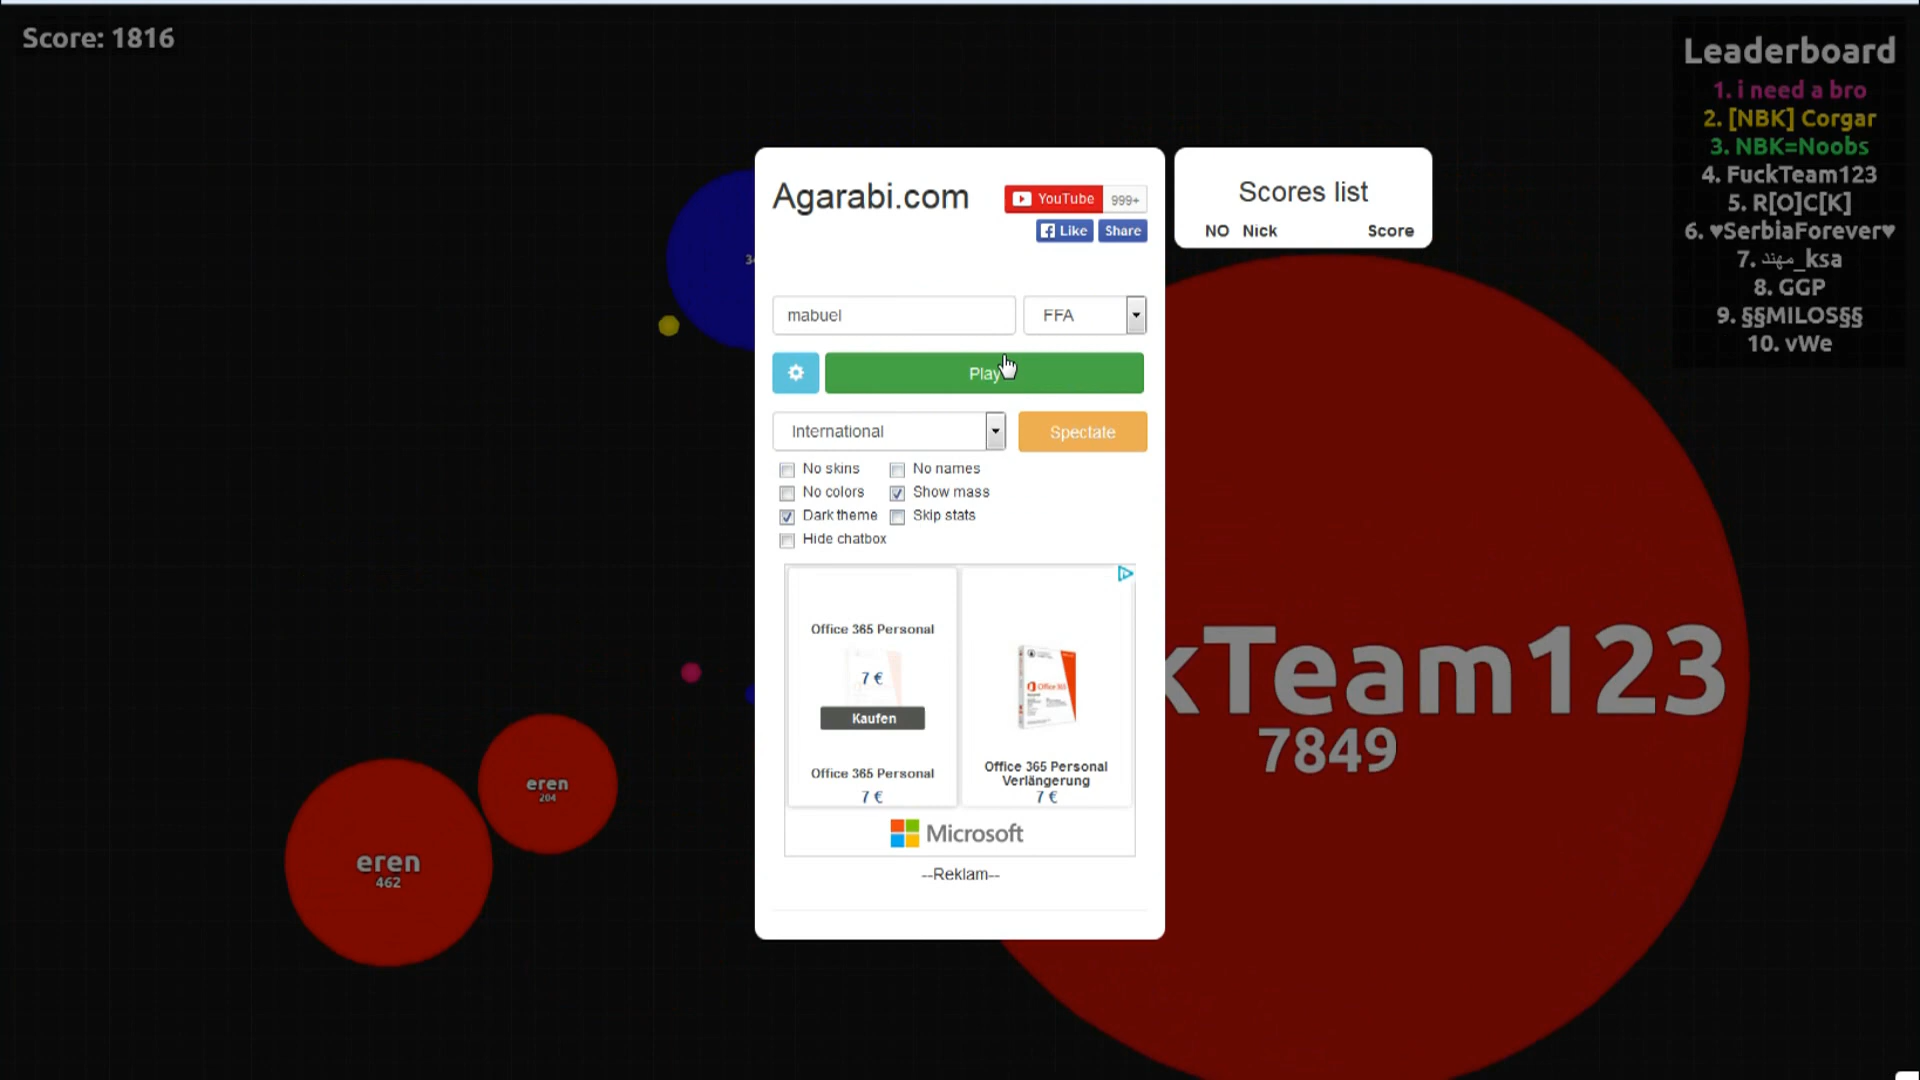 Score: 1816
Leaderboard
1. i need a bro
2. [NBK] Corgar
3. NBK=Noobs
4. FuckTeam123
5. R[O]C[K]
6. ♥SerbiaForever♥
7. مهند_ksa
8. GGP
9. §§MILOS§§
10. vWe
Agarabi.com
YouTube 999+
Like Share
Scores list
NO Nick Score
mabuel FFA
Play
International Spectate
No skins No names
No colors Show mass
Dark theme Skip stats
Hide chatbox
Office 365 Personal
7 €
Kaufen
Office 365 Personal
7 €
Office 365
Office 365 Personal
Verlängerung
7 €
Microsoft
--Reklam--
kTeam123
7849
eren
204
eren
462